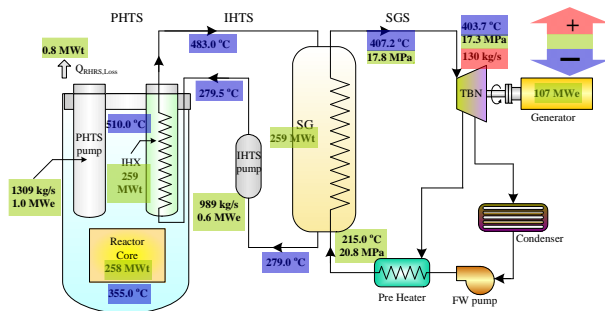 PHTS
IHTS
SGS
0.8 MWt
Q_RHRS,Loss
483.0 °C
407.2 °C
17.8 MPa
403.7 °C
17.3 MPa
130 kg/s
+
−
279.5 °C
TBN
107 MWe
Generator
510.0 °C
PHTS
pump
IHX
259
MWt
SG
259 MWt
IHTS
pump
1309 kg/s
1.0 MWe
989 kg/s
0.6 MWe
Reactor
Core
258 MWt
355.0 °C
279.0 °C
215.0 °C
20.8 MPa
Condenser
Pre Heater
FW pump